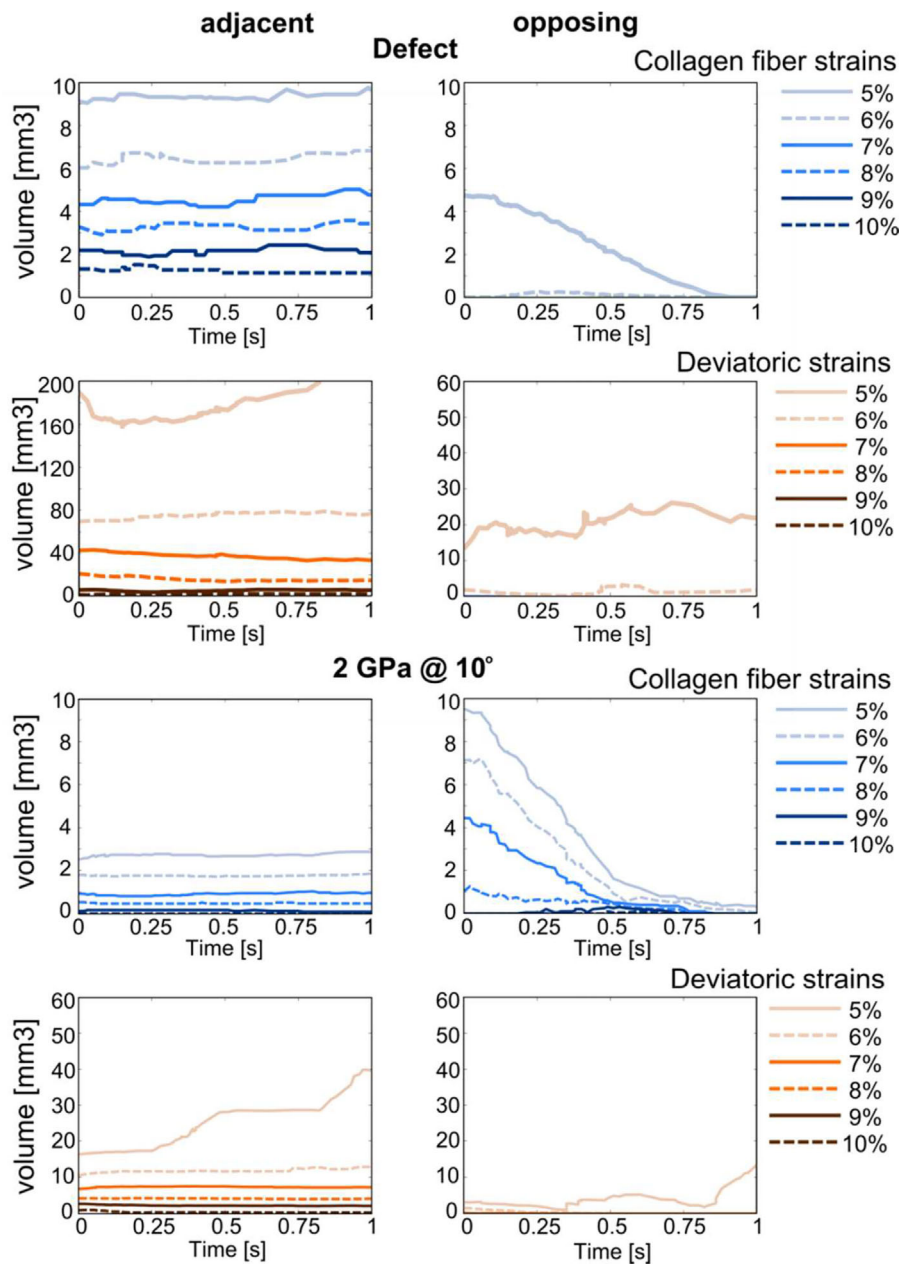 adjacent opposing
Defect
Collagen fiber strains
volume [mm3]
10
8
6
4
2
0
0 0.25 0.5 0.75 1
Time [s]
10
8
6
4
2
0
0 0.25 0.5 0.75 1
Time [s]
5%
6%
7%
8%
9%
10%
Deviatoric strains
volume [mm3]
200
160
120
80
40
0
0 0.25 0.5 0.75 1
Time [s]
60
50
40
30
20
10
0
0 0.25 0.5 0.75 1
Time [s]
5%
6%
7%
8%
9%
10%
2 GPa @ 10°
Collagen fiber strains
volume [mm3]
10
8
6
4
2
0
0 0.25 0.5 0.75 1
Time [s]
10
8
6
4
2
0
0 0.25 0.5 0.75 1
Time [s]
5%
6%
7%
8%
9%
10%
Deviatoric strains
volume [mm3]
60
50
40
30
20
10
0
0 0.25 0.5 0.75 1
Time [s]
60
50
40
30
20
10
0
0 0.25 0.5 0.75 1
Time [s]
5%
6%
7%
8%
9%
10%